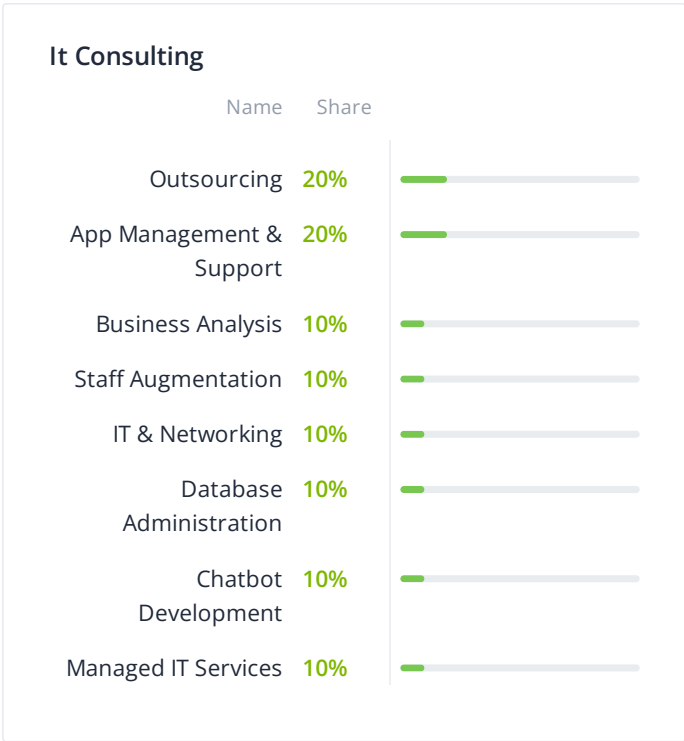 It Consulting
Name Share
Outsourcing 20%
App Management & 20%
Support
Business Analysis 10%
Staff Augmentation 10%
IT & Networking 10%
Database 10%
Administration
Chatbot 10%
Development
Managed IT Services 10%